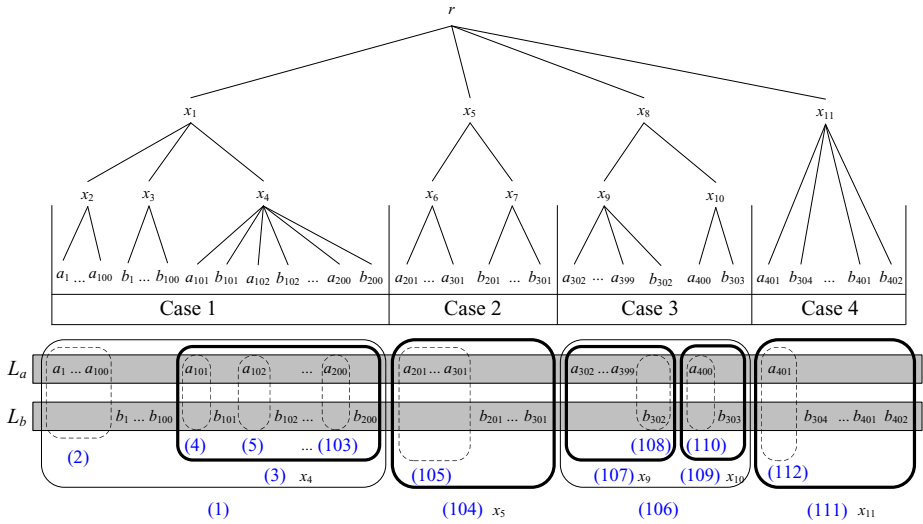 r
x1 x5 x8 x11
x2 x3 x4 x6 x7 x9 x10
a1 ... a100 b1 ... b100 a101 b101 a102 b102 ... a200 b200 a201 ... a301 b201 ... b301 a302 ... a399 b302 a400 b303 a401 b304 ... b401 b402
Case 1 Case 2 Case 3 Case 4
La a1 ... a100 a101 a102 ... a200 a201 ... a301 a302 ... a399 a400 a401
Lb b1 ... b100 b101 b102 ... b200 b201 ... b301 b302 b303 b304 ... b401 b402
(2) (4) (5) ... (103) (105) (108) (110) (112)
(3) x4 (107) x9 (109) x10
(1) (104) x5 (106) (111) x11